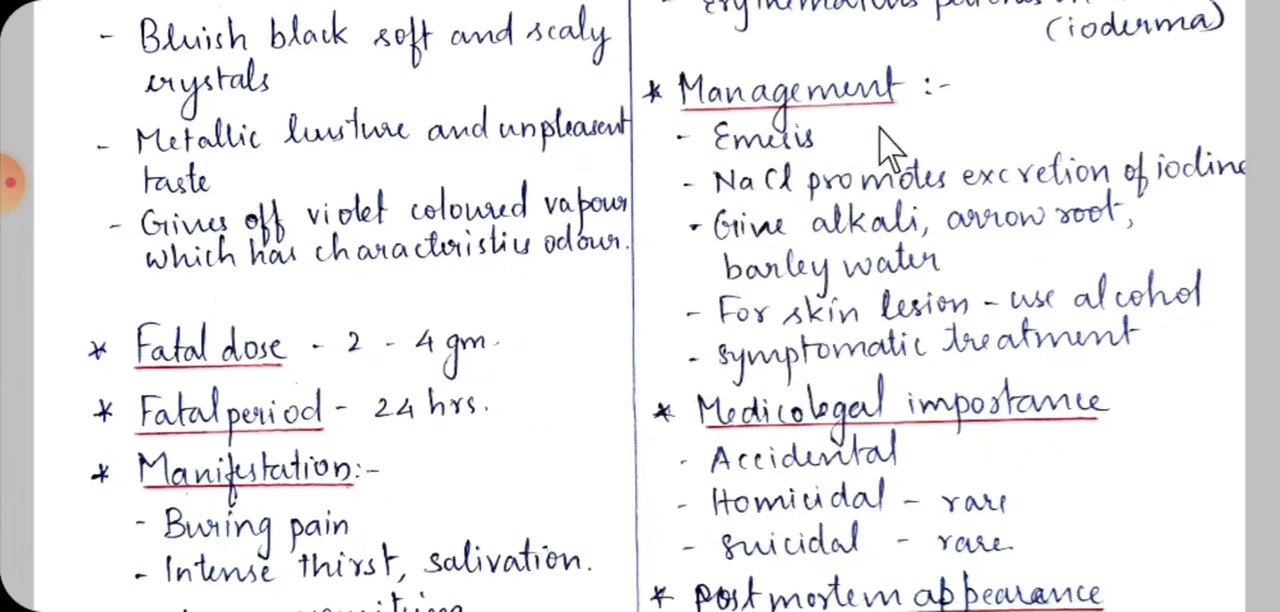 - Bluish black soft and scaly
crystals
- Metallic lusture and unpleasent
taste
- Gives off violet coloured vapour
which has characteristics odour.
* Fatal dose - 2 - 4 gm.
* Fatal period - 24 hrs.
* Manifestation:-
- Buring pain
- Intense thirst, salivation.
(ioderma)
* Management :-
- Emesis
- NaCl promotes excretion of iodine
- Give alkali, arrow root,
barley water
- For skin lesion - use alcohol
- symptomatic treatment
* Medicolegal importance
- Accidental
- Homicidal - rare
- suicidal - rare
* Post mortem appearance